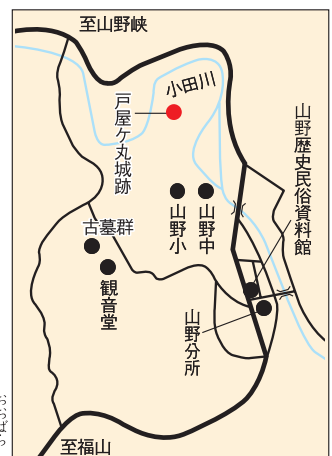 至山野峡
小田川
戸屋ケ丸城跡
山野歴史民俗資料館
山野中
山野小
古墓群
観音堂
山野分所
至福山